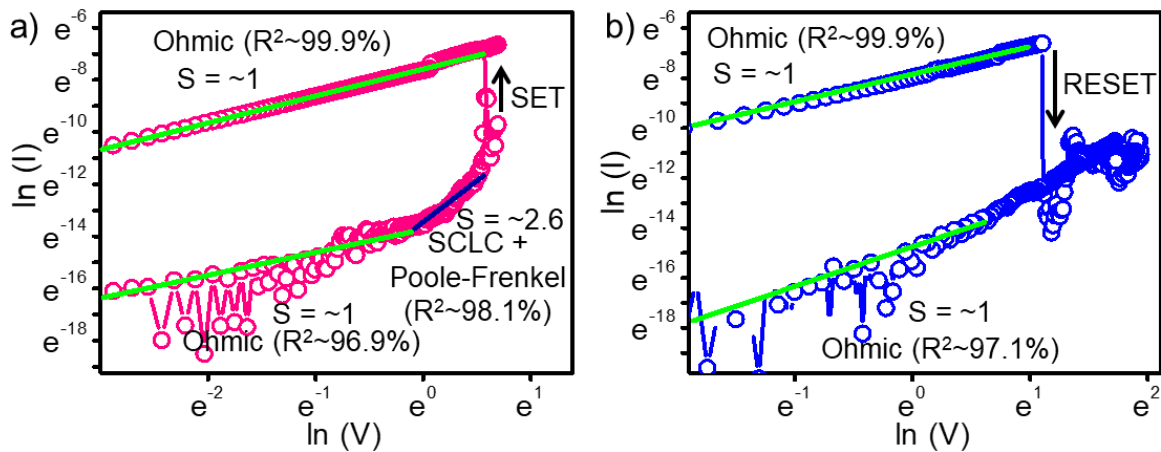 a)
ln (I)
e⁻⁶
e⁻⁸
e⁻¹⁰
e⁻¹²
e⁻¹⁴
e⁻¹⁶
e⁻¹⁸
Ohmic (R²~99.9%)
S = ~1
SET
S = ~2.6
SCLC +
Poole-Frenkel
(R²~98.1%)
S = ~1
Ohmic (R²~96.9%)
e⁻²
e⁻¹
e⁰
e¹
ln (V)
b)
ln (I)
e⁻⁶
e⁻⁸
e⁻¹⁰
e⁻¹²
e⁻¹⁴
e⁻¹⁶
e⁻¹⁸
Ohmic (R²~99.9%)
S = ~1
RESET
S = ~1
Ohmic (R²~97.1%)
e⁻¹
e⁰
e¹
e²
ln (V)